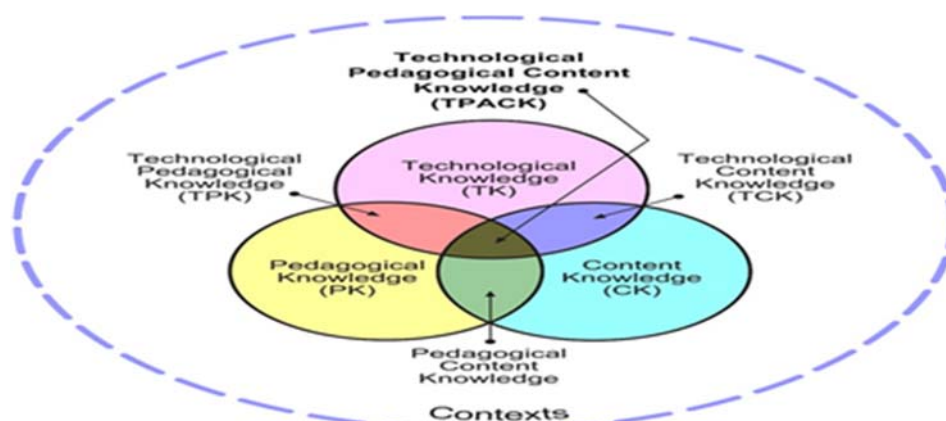 Technological
Pedagogical Content
Knowledge
(TPACK)
Technological
Pedagogical
Knowledge
(TPK)
Technological
Knowledge
(TK)
Technological
Content
Knowledge
(TCK)
Pedagogical
Knowledge
(PK)
Content
Knowledge
(CK)
Pedagogical
Content
Knowledge
Contexts